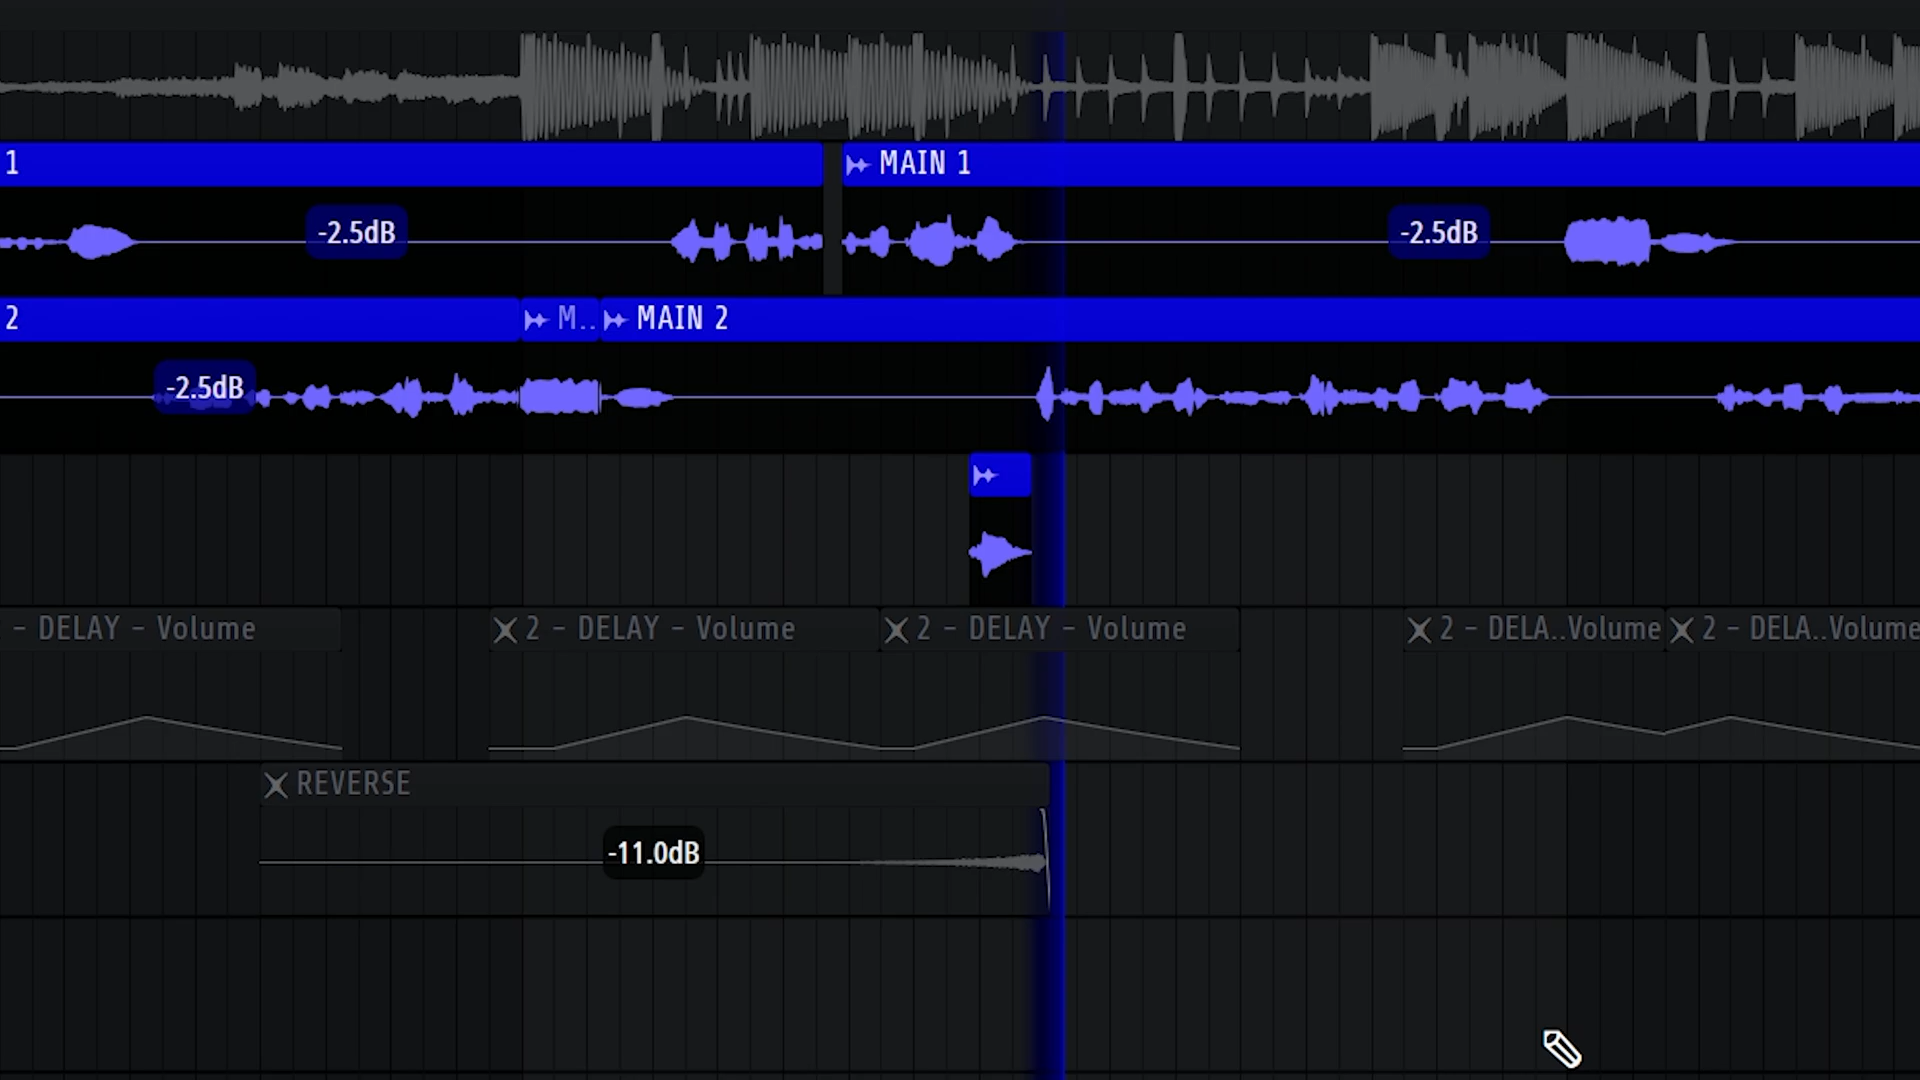 1
MAIN 1
-2.5dB
-2.5dB
2
M..
MAIN 2
-2.5dB
- DELAY - Volume
2 - DELAY - Volume
2 - DELAY - Volume
2 - DELA..Volume
2 - DELA..Volume
REVERSE
-11.0dB